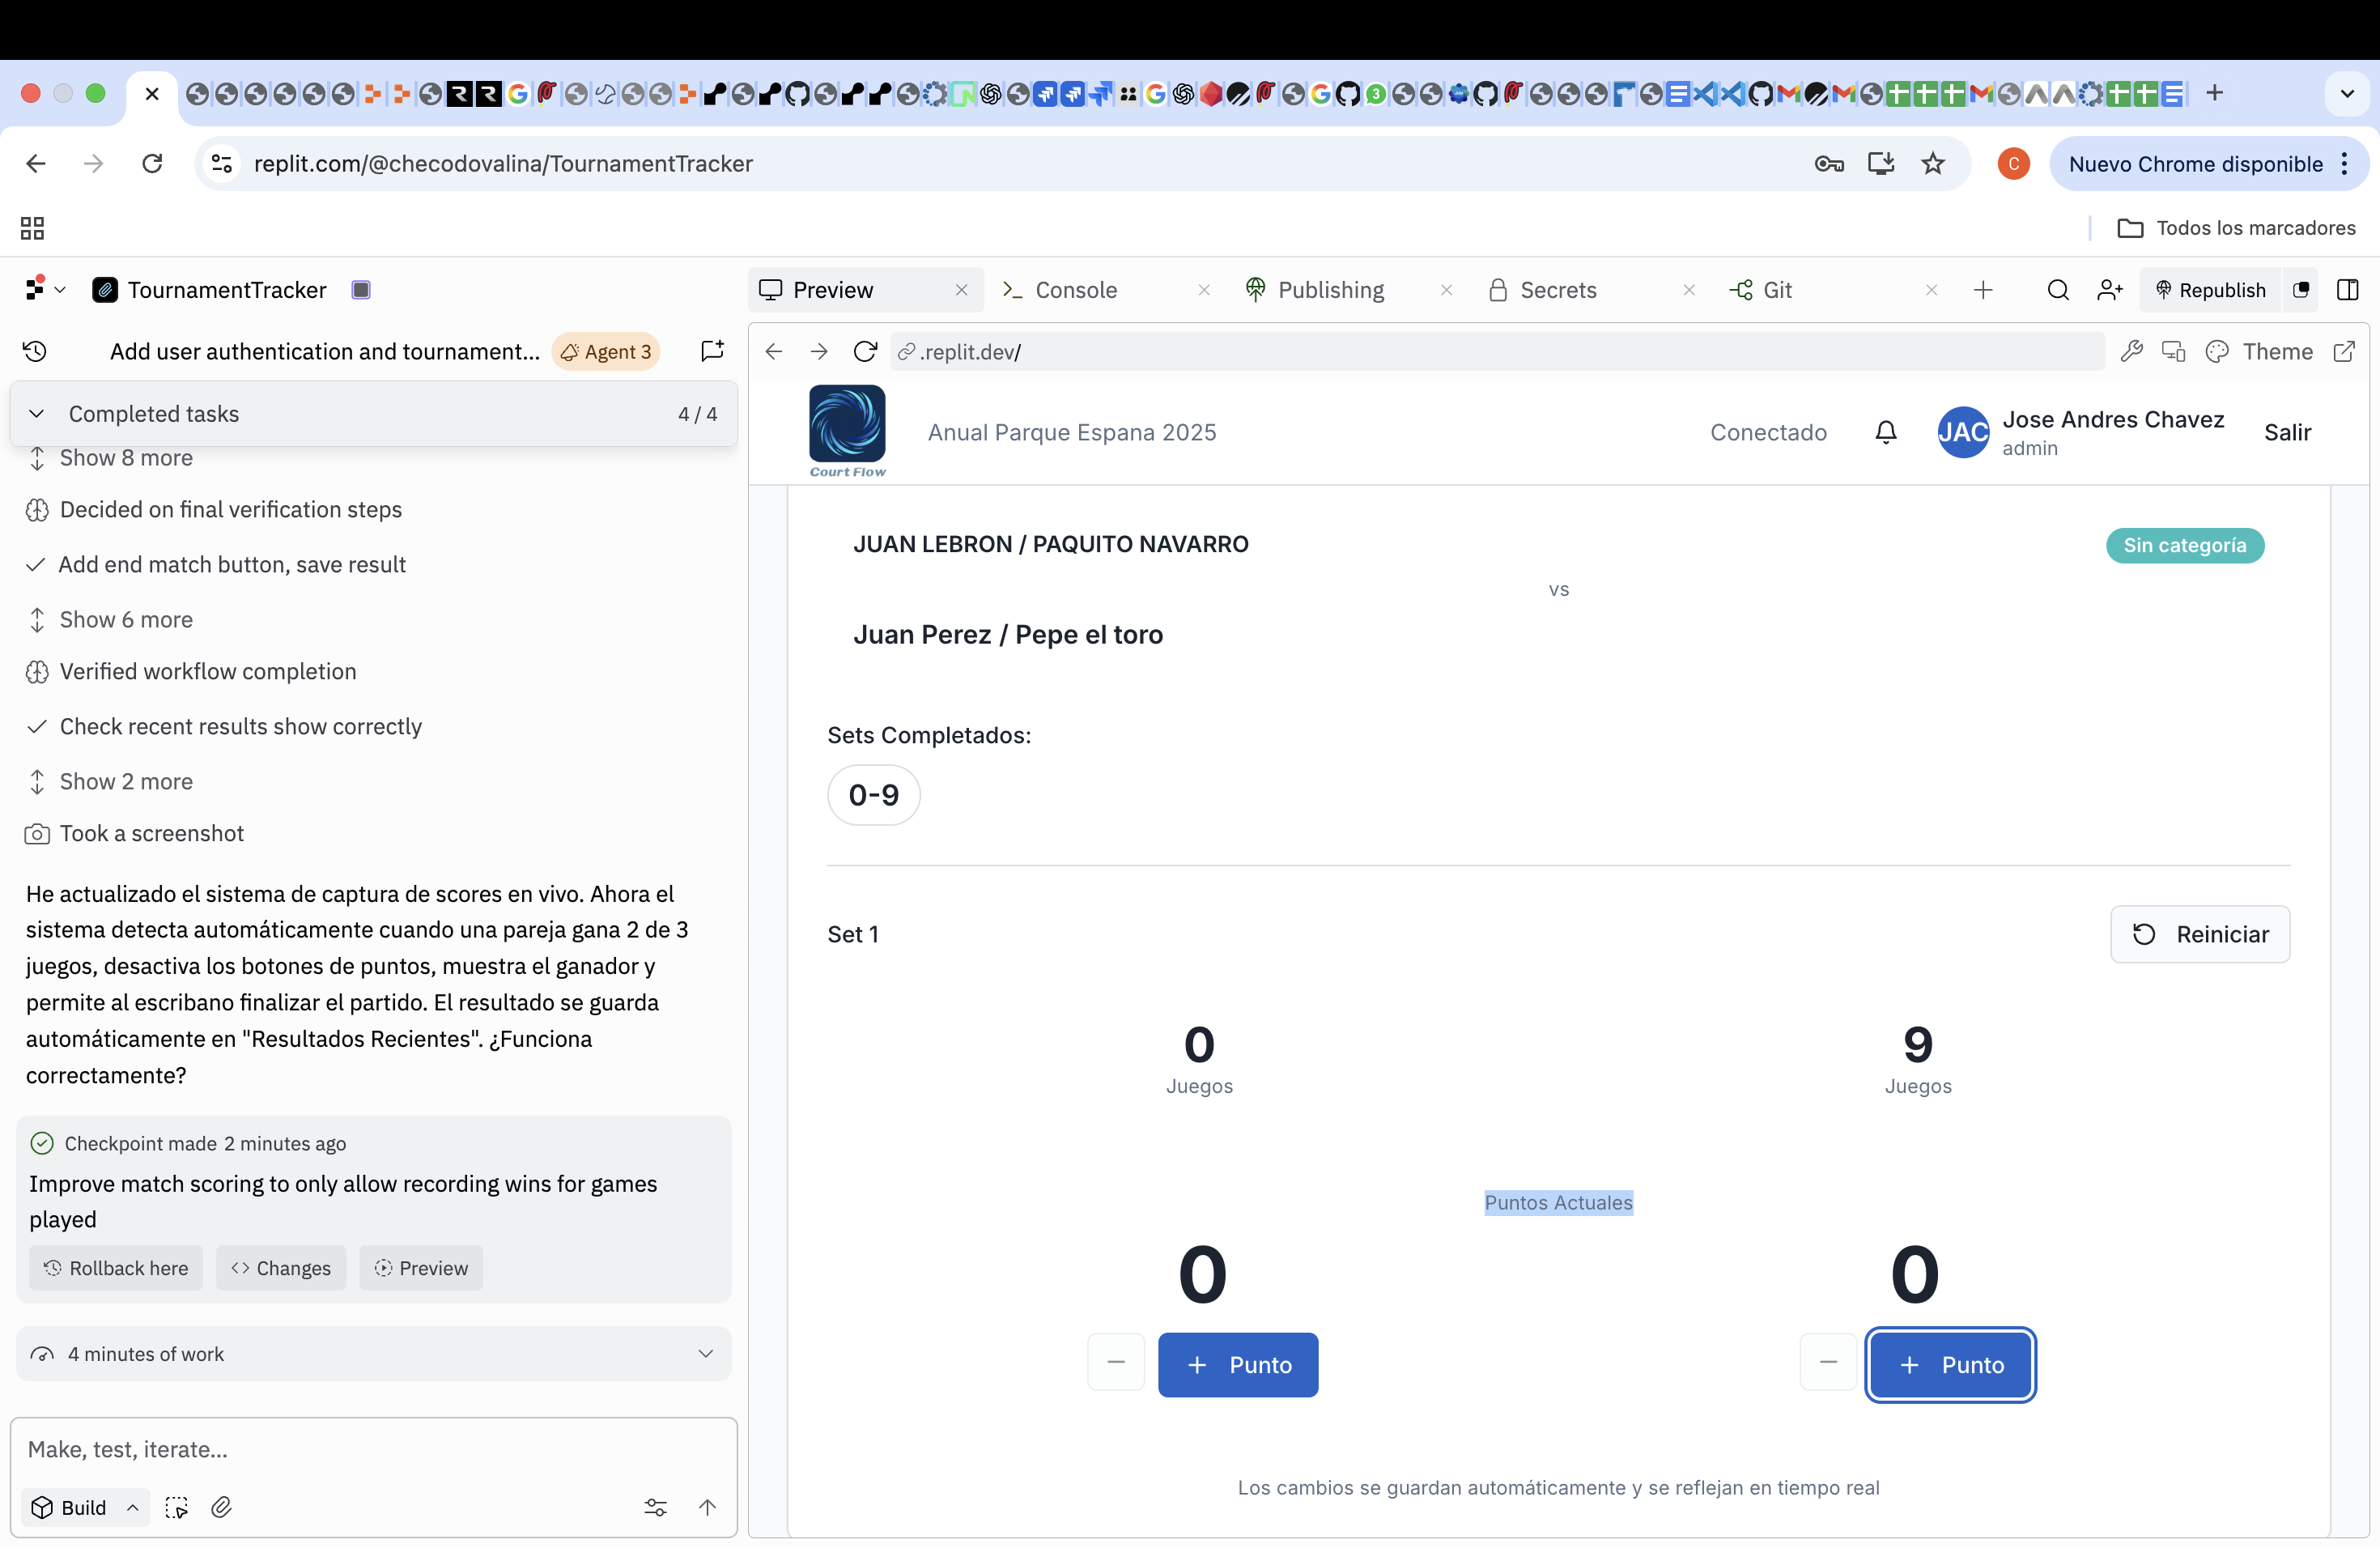 replit.com/@checodovalina/TournamentTracker
C
Nuevo Chrome disponible
Todos los marcadores
TournamentTracker
Preview
Console
Publishing
Secrets
Git
Republish
Add user authentication and tournament...
Agent 3
.replit.dev/
Theme
Completed tasks
4 / 4
Show 8 more
Decided on final verification steps
Add end match button, save result
Show 6 more
Verified workflow completion
Check recent results show correctly
Show 2 more
Took a screenshot
He actualizado el sistema de captura de scores en vivo. Ahora el
sistema detecta automáticamente cuando una pareja gana 2 de 3
juegos, desactiva los botones de puntos, muestra el ganador y
permite al escribano finalizar el partido. El resultado se guarda
automáticamente en "Resultados Recientes". ¿Funciona
correctamente?
Checkpoint made 2 minutes ago
Improve match scoring to only allow recording wins for games
played
Rollback here
Changes
Preview
4 minutes of work
Make, test, iterate...
Build
Court Flow
Anual Parque Espana 2025
Conectado
JAC
Jose Andres Chavez
admin
Salir
JUAN LEBRON / PAQUITO NAVARRO
Sin categoría
vs
Juan Perez / Pepe el toro
Sets Completados:
0-9
Set 1
Reiniciar
0
Juegos
9
Juegos
Puntos Actuales
0
0
− + Punto
− + Punto
Los cambios se guardan automáticamente y se reflejan en tiempo real